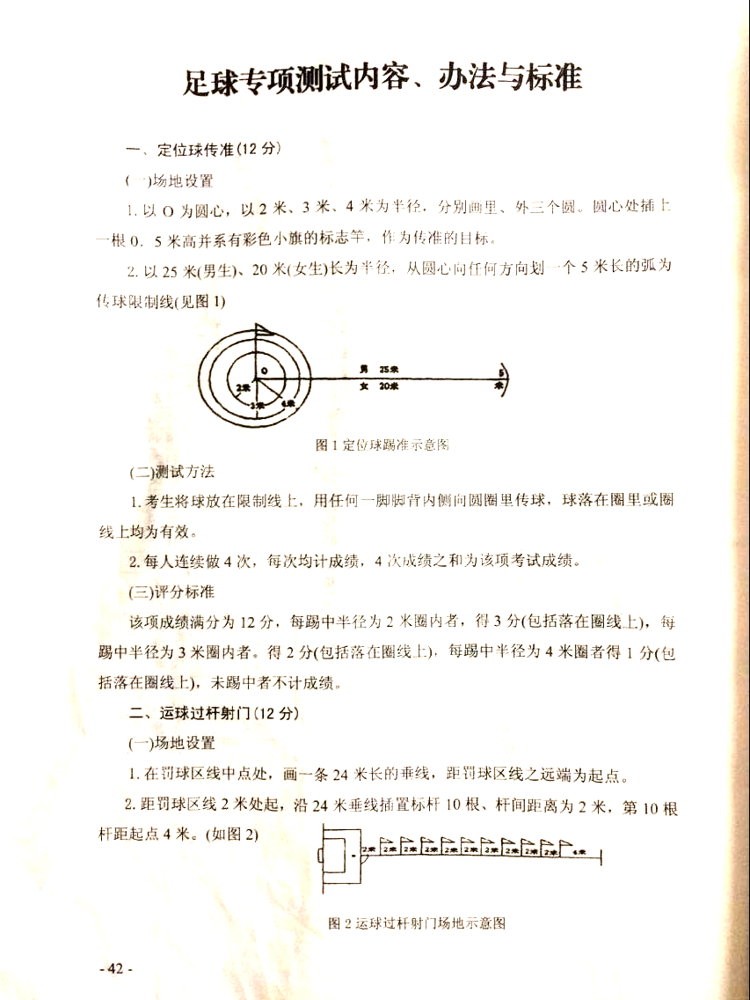 足球专项测试内容、办法与标准
一、定位球传准(12分)
(一)场地设置
1.以 O 为圆心，以 2 米、3 米、4 米为半径，分别画里、外三个圆。圆心处插上
一根 0．5 米高并系有彩色小旗的标志竿，作为传准的目标。
2.以 25 米(男生)、20 米(女生)长为半径，从圆心向任何方向划一个 5 米长的弧为
传球限制线(见图 1)
O
男 25米
5
2米
女 20米
米
3米
4米
图 1 定位球踢准示意图
(二)测试方法
1.考生将球放在限制线上，用任何一脚脚背内侧向圆圈里传球，球落在圈里或圈
线上均为有效。
2.每人连续做 4 次，每次均计成绩，4 次成绩之和为该项考试成绩。
(三)评分标准
该项成绩满分为 12 分，每踢中半径为 2 米圈内者，得 3 分(包括落在圈线上)，每
踢中半径为 3 米圈内者。得 2 分(包括落在圈线上)，每踢中半径为 4 米圈者得 1 分(包
括落在圈线上)，未踢中者不计成绩。
二、运球过杆射门(12 分)
(一)场地设置
1.在罚球区线中点处，画一条 24 米长的垂线，距罚球区线之远端为起点。
2.距罚球区线 2 米处起，沿 24 米垂线插置标杆 10 根、杆间距离为 2 米，第 10 根
杆距起点 4 米。(如图 2)
2米 2米 2米 2米 2米 2米 2米 2米 2米 2米 4米
图 2 运球过杆射门场地示意图
- 42 -